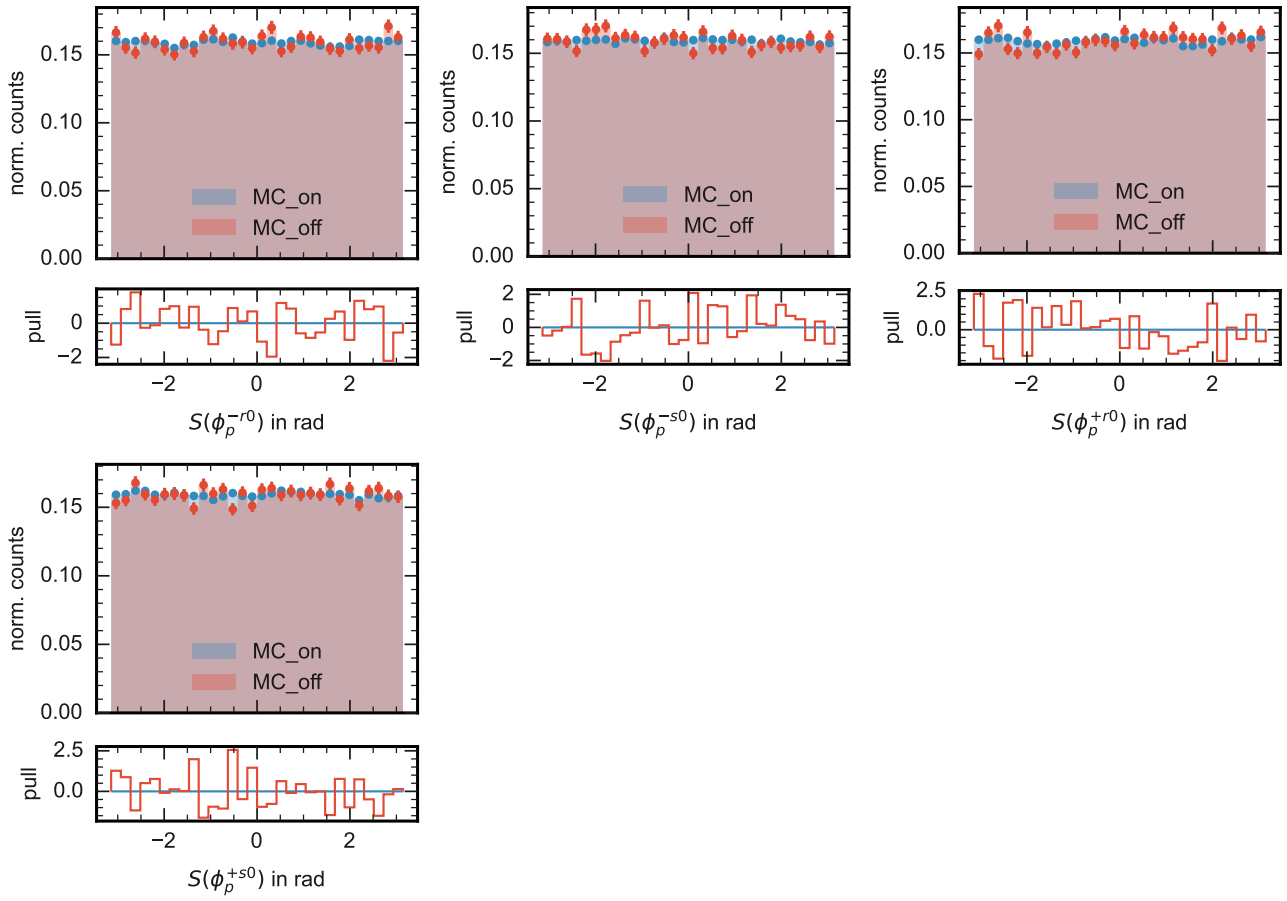 norm. counts
0.15
0.10
0.05
0.00
MC_on
MC_off
pull
0
−2
−2 0 2
S(ϕ_p^{−r0}) in rad
norm. counts
0.15
0.10
0.05
0.00
MC_on
MC_off
pull
2
0
−2
−2 0 2
S(ϕ_p^{−s0}) in rad
norm. counts
0.15
0.10
0.05
0.00
MC_on
MC_off
pull
2.5
0.0
−2 0 2
S(ϕ_p^{+r0}) in rad
norm. counts
0.15
0.10
0.05
0.00
MC_on
MC_off
pull
2.5
0.0
−2 0 2
S(ϕ_p^{+s0}) in rad